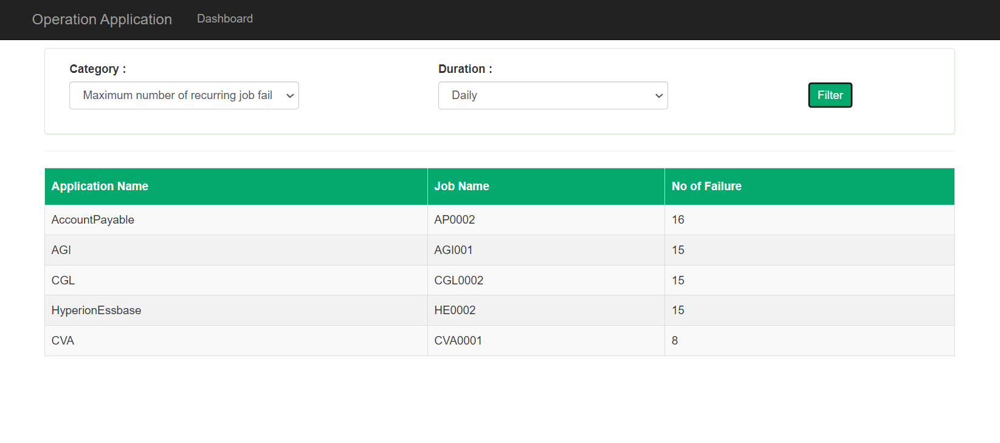 Operation Application Dashboard
Category : Duration :
Maximum number of recurring job fail Daily Filter
Application Name Job Name No of Failure
AccountPayable AP0002 16
AGI AGI001 15
CGL CGL0002 15
HyperionEssbase HE0002 15
CVA CVA0001 8